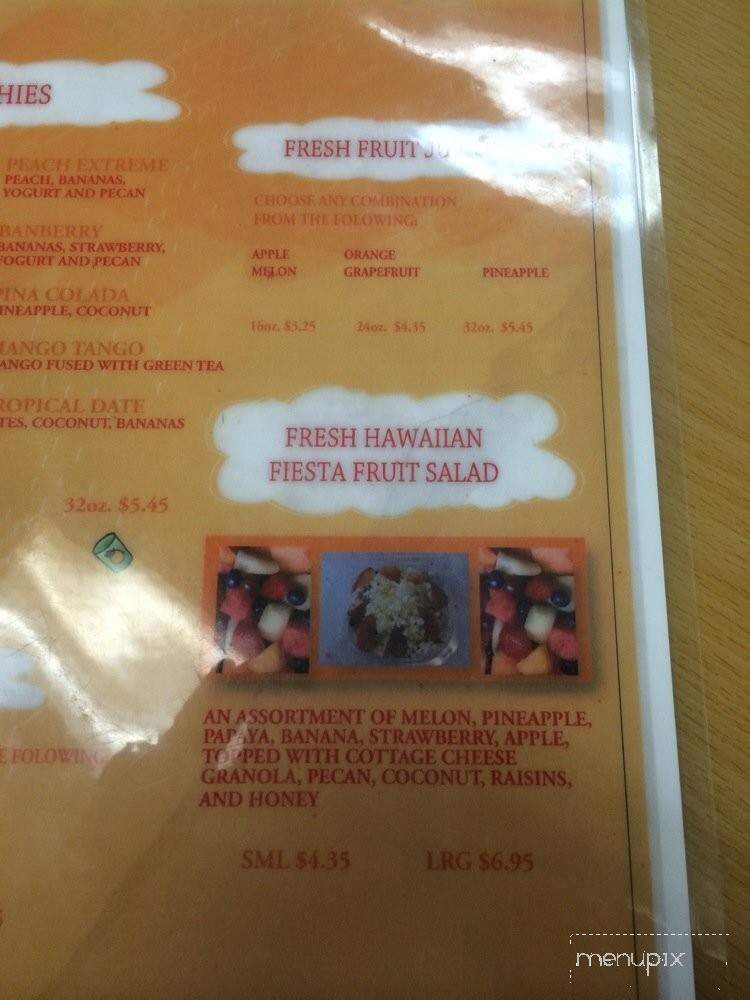 HIES
PEACH EXTREME
PEACH, BANANAS,
YOGURT AND PECAN
BANBERRY
BANANAS, STRAWBERRY,
YOGURT AND PECAN
PINA COLADA
INEAPPLE, COCONUT
MANGO TANGO
ANGO FUSED WITH GREEN TEA
ROPICAL DATE
TES, COCONUT, BANANAS
32oz. $5.45
E FOLOWING:
FRESH FRUIT JU
CHOOSE ANY COMBINATION
FROM THE FOLOWING:
APPLE ORANGE
MELON GRAPEFRUIT PINEAPPLE
16oz. $3.25 24oz. $4.35 32oz. $5.45
FRESH HAWAIIAN
FIESTA FRUIT SALAD
AN ASSORTMENT OF MELON, PINEAPPLE,
PAPAYA, BANANA, STRAWBERRY, APPLE,
TOPPED WITH COTTAGE CHEESE
GRANOLA, PECAN, COCONUT, RAISINS,
AND HONEY
SML $4.35 LRG $6.95
menupix